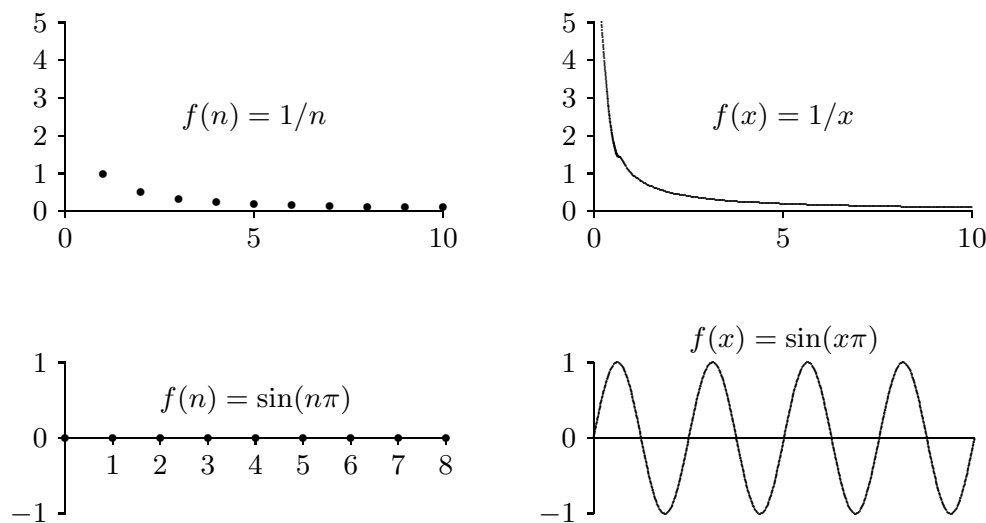 5
4
3
2
1
0
0 5 10
f(n) = 1/n
5
4
3
2
1
0
0 5 10
f(x) = 1/x
1
0
−1
f(n) = sin(nπ)
1 2 3 4 5 6 7 8
f(x) = sin(xπ)
1
0
−1